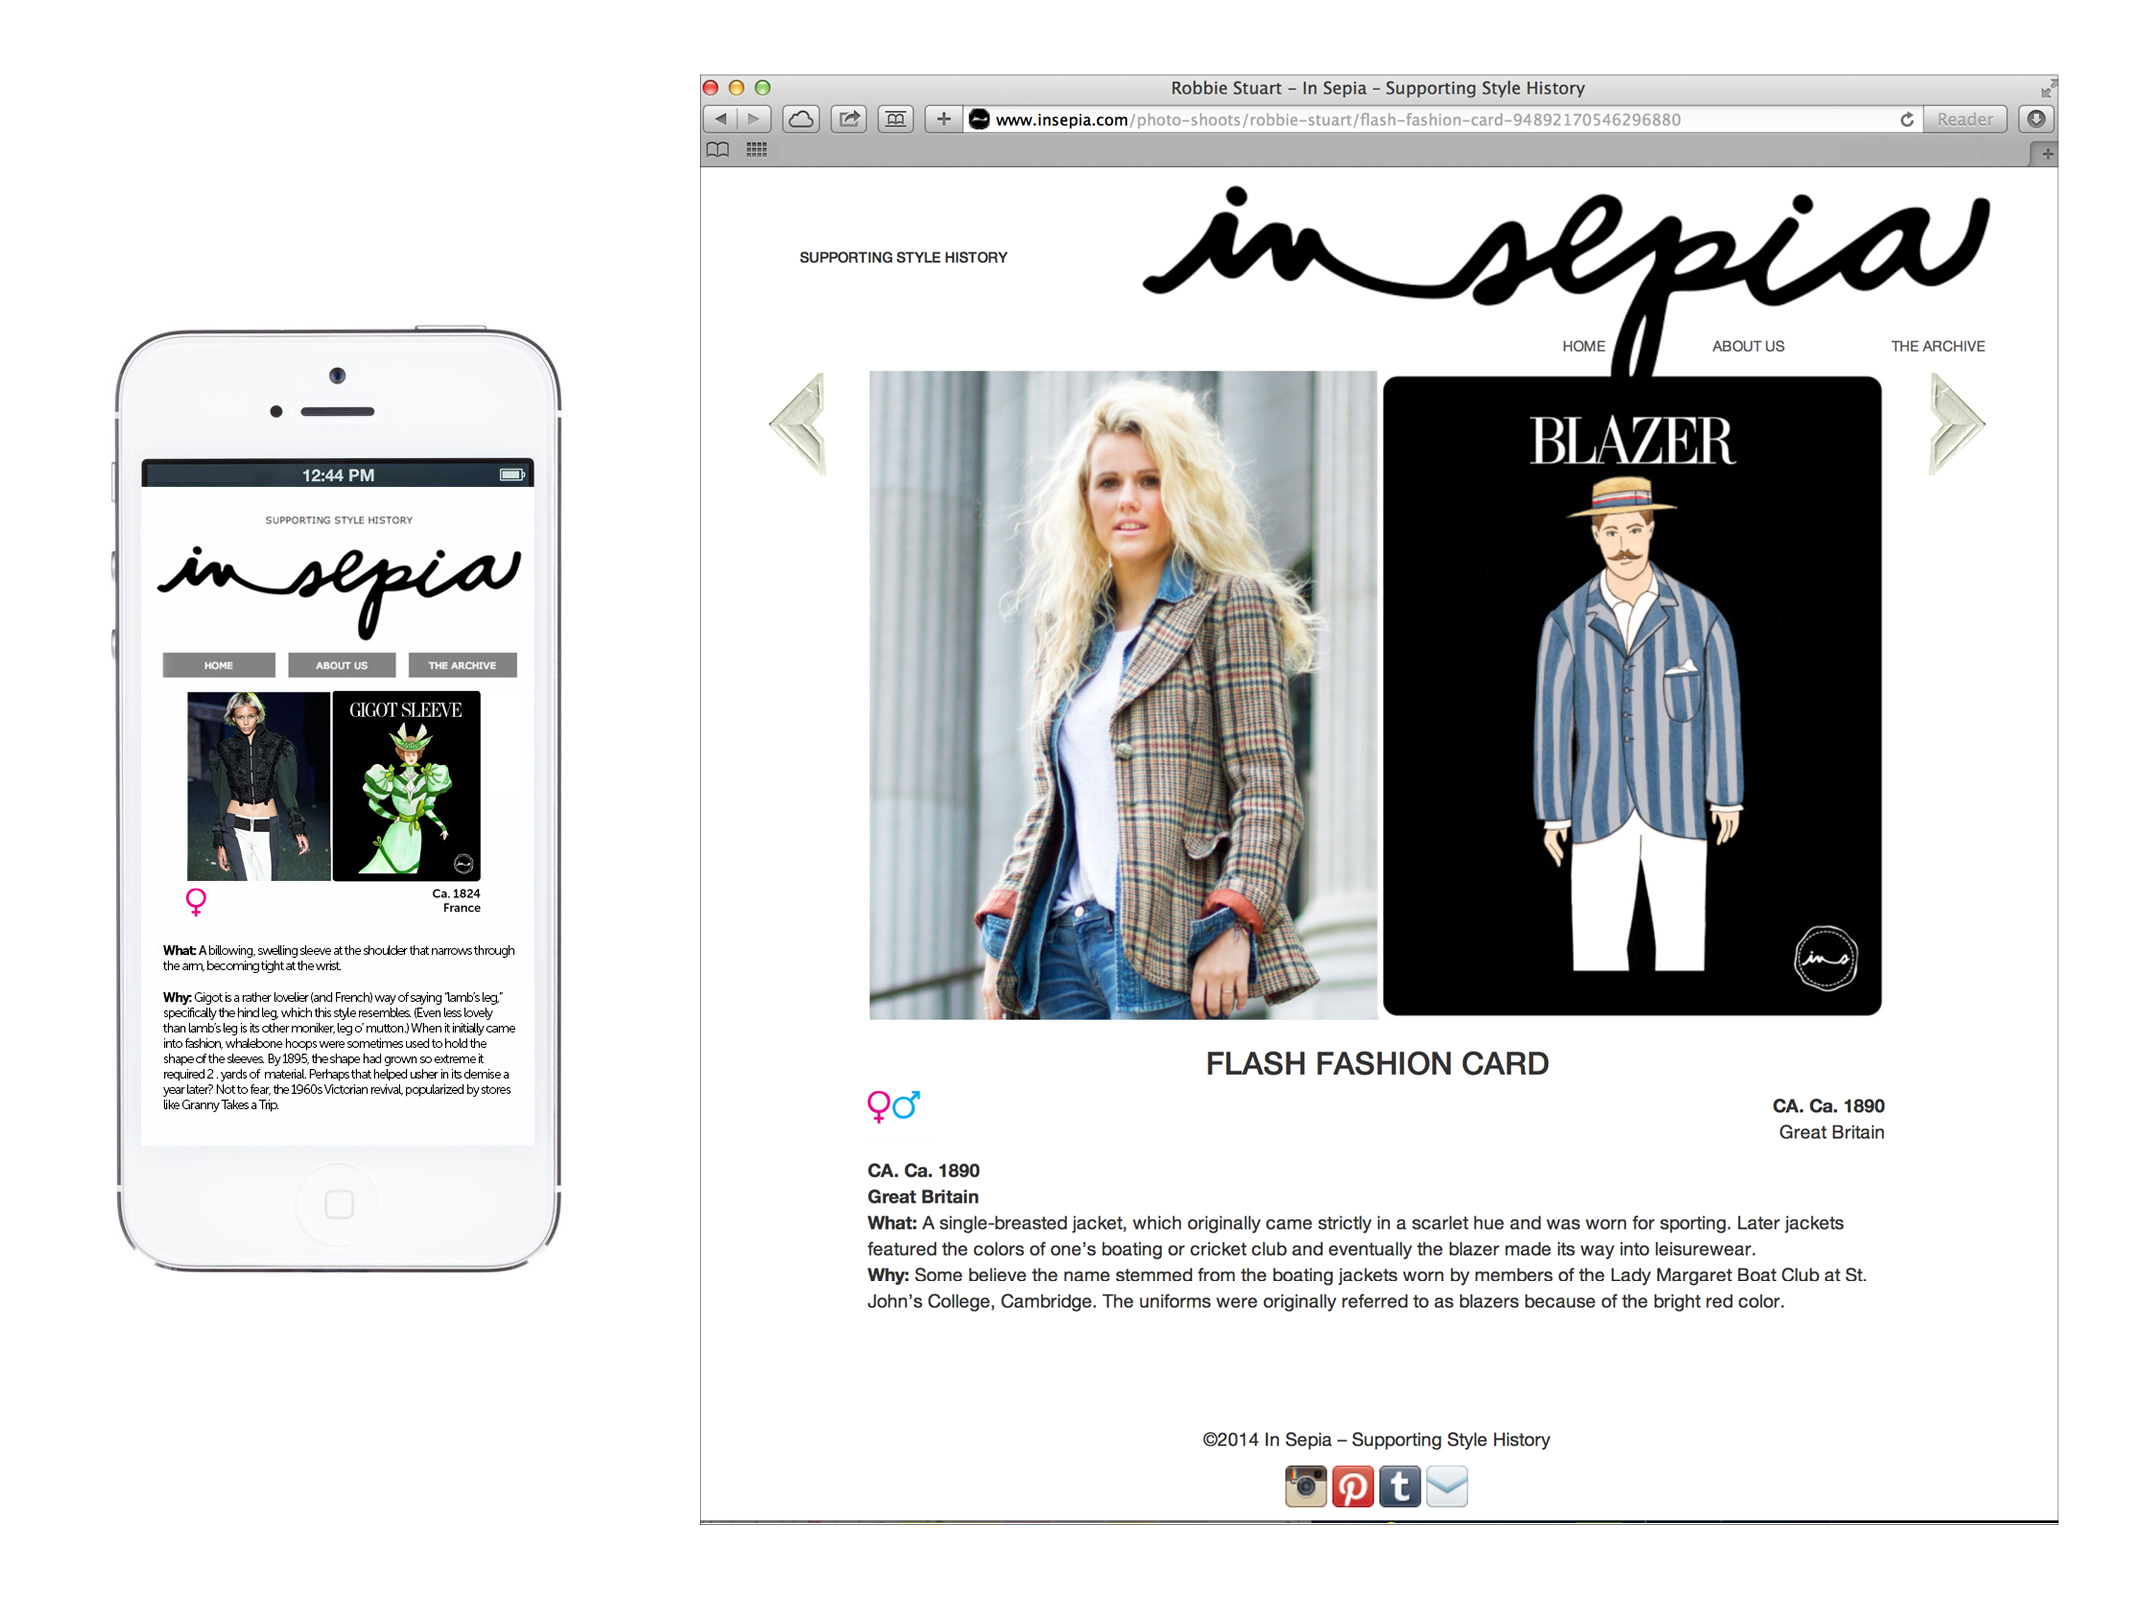 12:44 PM
SUPPORTING STYLE HISTORY
in sepia
HOME ABOUT US THE ARCHIVE
GIGOT SLEEVE
in s
Ca. 1824
France
What: A billowing, swelling sleeve at the shoulder that narrows through
the arm, becoming tight at the wrist.
Why: Gigot is a rather lovelier (and French) way of saying "lamb's leg,"
specifically the hind leg, which this style resembles. (Even less lovely
than lamb's leg is its other moniker, leg o' mutton.) When it initially came
into fashion, whalebone hoops were sometimes used to hold the
shape of the sleeves. By 1895, the shape had grown so extreme it
required 2 . yards of material. Perhaps that helped usher in its demise a
year later? Not to fear, the 1960s Victorian revival, popularized by stores
like Granny Takes a Trip.
Robbie Stuart – In Sepia – Supporting Style History
www.insepia.com/photo-shoots/robbie-stuart/flash-fashion-card-94892170546296880
Reader
SUPPORTING STYLE HISTORY
in sepia
HOME ABOUT US THE ARCHIVE
BLAZER
in s
FLASH FASHION CARD
CA. Ca. 1890
Great Britain
CA. Ca. 1890
Great Britain
What: A single-breasted jacket, which originally came strictly in a scarlet hue and was worn for sporting. Later jackets
featured the colors of one's boating or cricket club and eventually the blazer made its way into leisurewear.
Why: Some believe the name stemmed from the boating jackets worn by members of the Lady Margaret Boat Club at St.
John's College, Cambridge. The uniforms were originally referred to as blazers because of the bright red color.
©2014 In Sepia – Supporting Style History